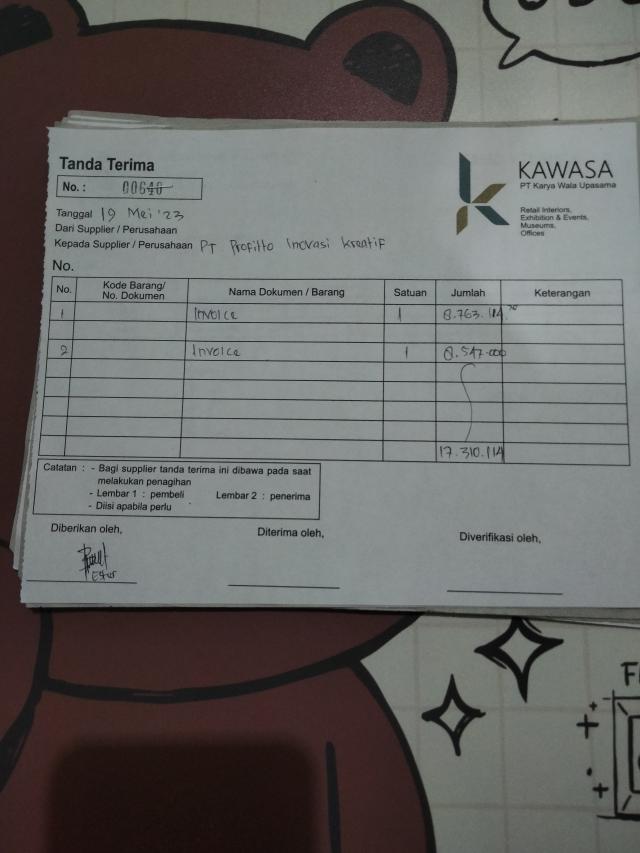 Tanda Terima
No. : 00640
KAWASA
PT Karya Wala Upasama
Retail Interiors,
Exhibition & Events,
Museums,
Offices
Tanggal 19 Mei '23
Dari Supplier / Perusahaan
Kepada Supplier / Perusahaan PT Profitto Inovasi Kreatif
No.
No. Kode Barang/ No. Dokumen Nama Dokumen / Barang Satuan Jumlah Keterangan
1 Invoice 1 8.763.114
2 Invoice 1 8.547.000
17.310.114
Catatan : - Bagi supplier tanda terima ini dibawa pada saat
melakukan penagihan
- Lembar 1 : pembeli Lembar 2 : penerima
- Diisi apabila perlu
Diberikan oleh, Diterima oleh, Diverifikasi oleh,